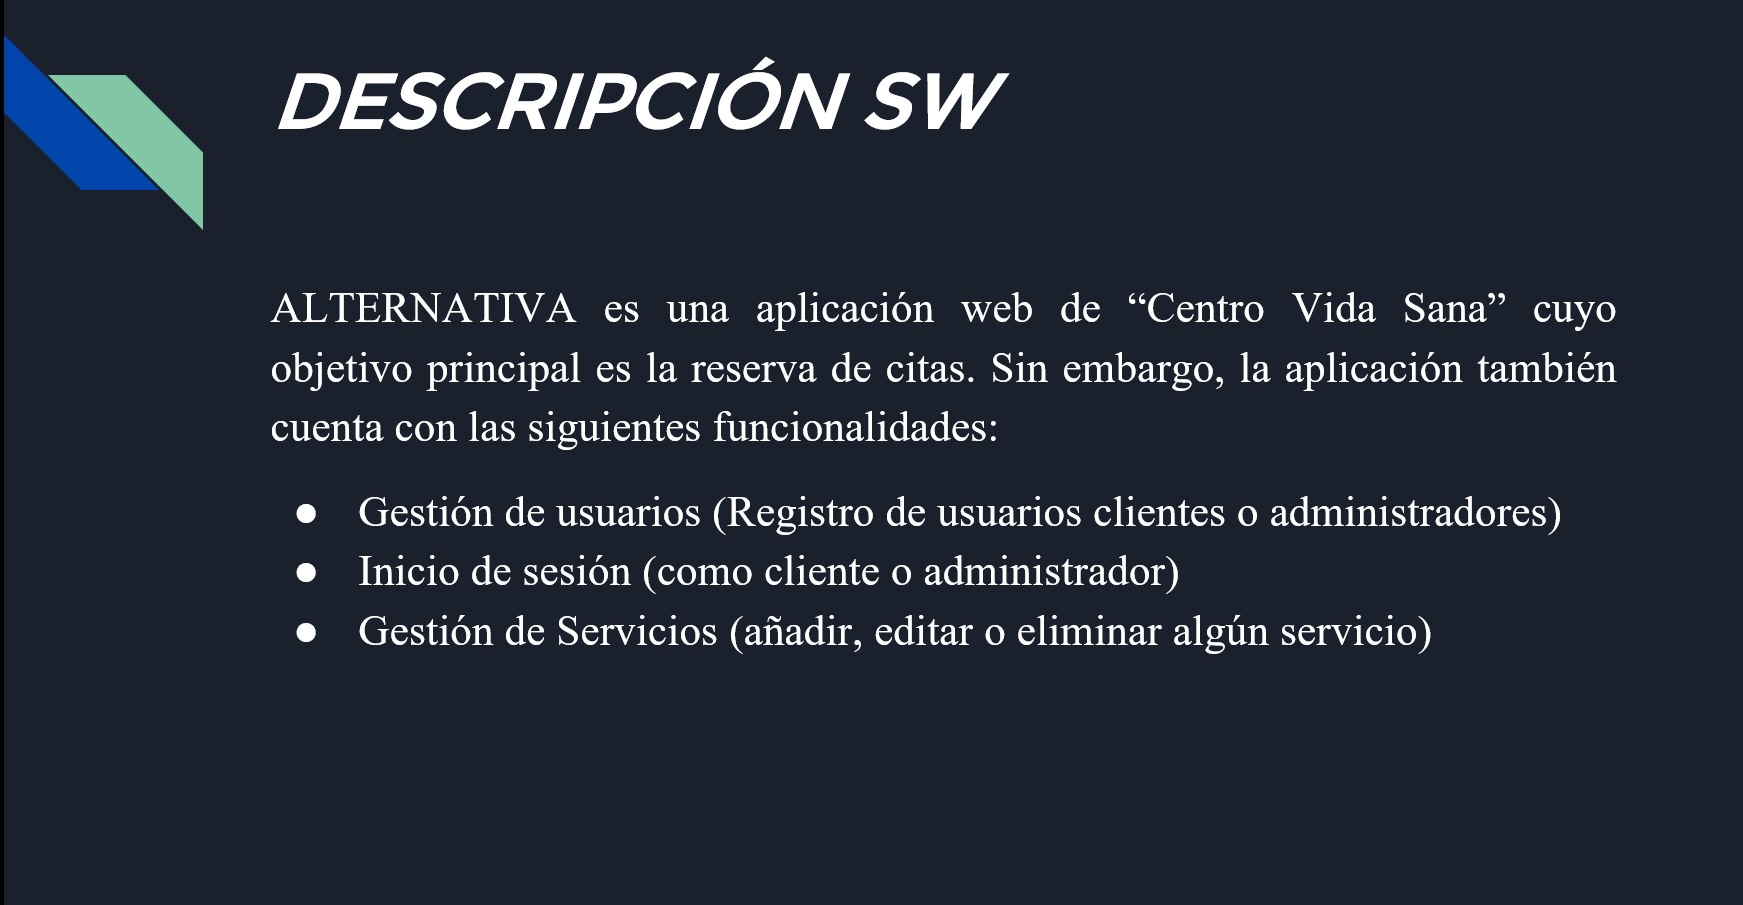 DESCRIPCIÓN SW
ALTERNATIVA es una aplicación web de “Centro Vida Sana” cuyo
objetivo principal es la reserva de citas. Sin embargo, la aplicación también
cuenta con las siguientes funcionalidades:
● Gestión de usuarios (Registro de usuarios clientes o administradores)
● Inicio de sesión (como cliente o administrador)
● Gestión de Servicios (añadir, editar o eliminar algún servicio)